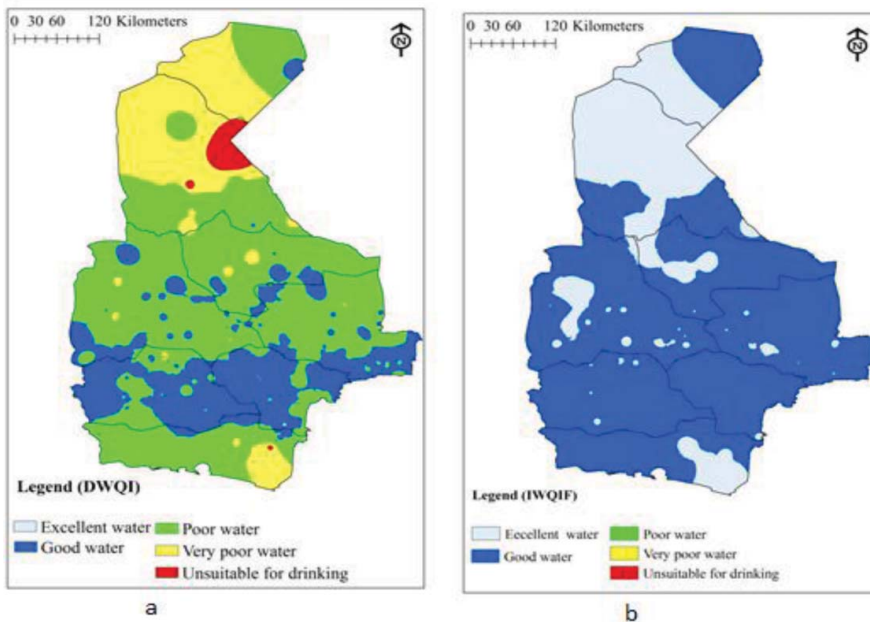 0 30 60 120 Kilometers
N
Legend (DWQI)
Excellent water
Poor water
Good water
Very poor water
Unsuitable for drinking
a
0 30 60 120 Kilometers
N
Legend (IWQIF)
Eecellent water
Poor water
Good water
Very poor water
Unsuitable for drinking
b